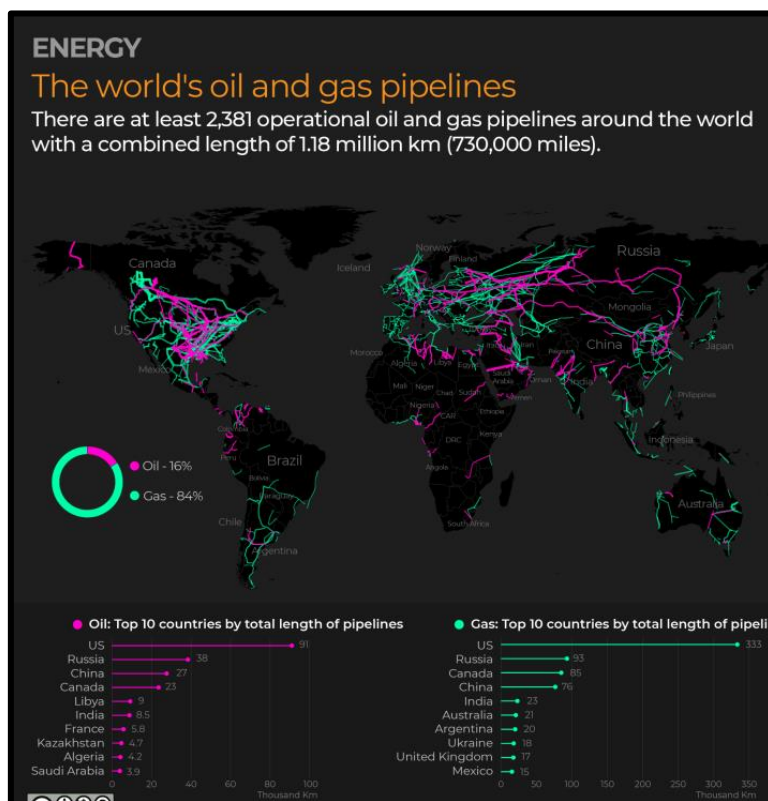 ENERGY
The world's oil and gas pipelines
There are at least 2,381 operational oil and gas pipelines around the world
with a combined length of 1.18 million km (730,000 miles).
Norway
Finland
Russia
Iceland
Canada
Mongolia
US
China
Japan
Morocco
Mexico
Algeria
Libya
Egypt
Iraq
Iran
Pakistan
Saudi
Arabia
Oman
India
Mali
Niger
Chad
Sudan
Yemen
Philippines
Nigeria
Ethiopia
CAR
Colombia
Kenya
Indonesia
DRC
Peru
Brazil
Oil - 16%
Angola
Bolivia
Gas - 84%
Paraguay
Australia
Chile
South Africa
Argentina
Oil: Top 10 countries by total length of pipelines
US 91
Russia 38
China 27
Canada 23
Libya 9
India 8.5
France 5.8
Kazakhstan 4.7
Algeria 4.2
Saudi Arabia 3.9
0 20 40 60 80 100
Thousand Km
Gas: Top 10 countries by total length of pipeli
US 333
Russia 93
Canada 85
China 76
India 23
Australia 21
Argentina 20
Ukraine 18
United Kingdom 17
Mexico 15
0 50 100 150 200 250 300 350
Thousand Km